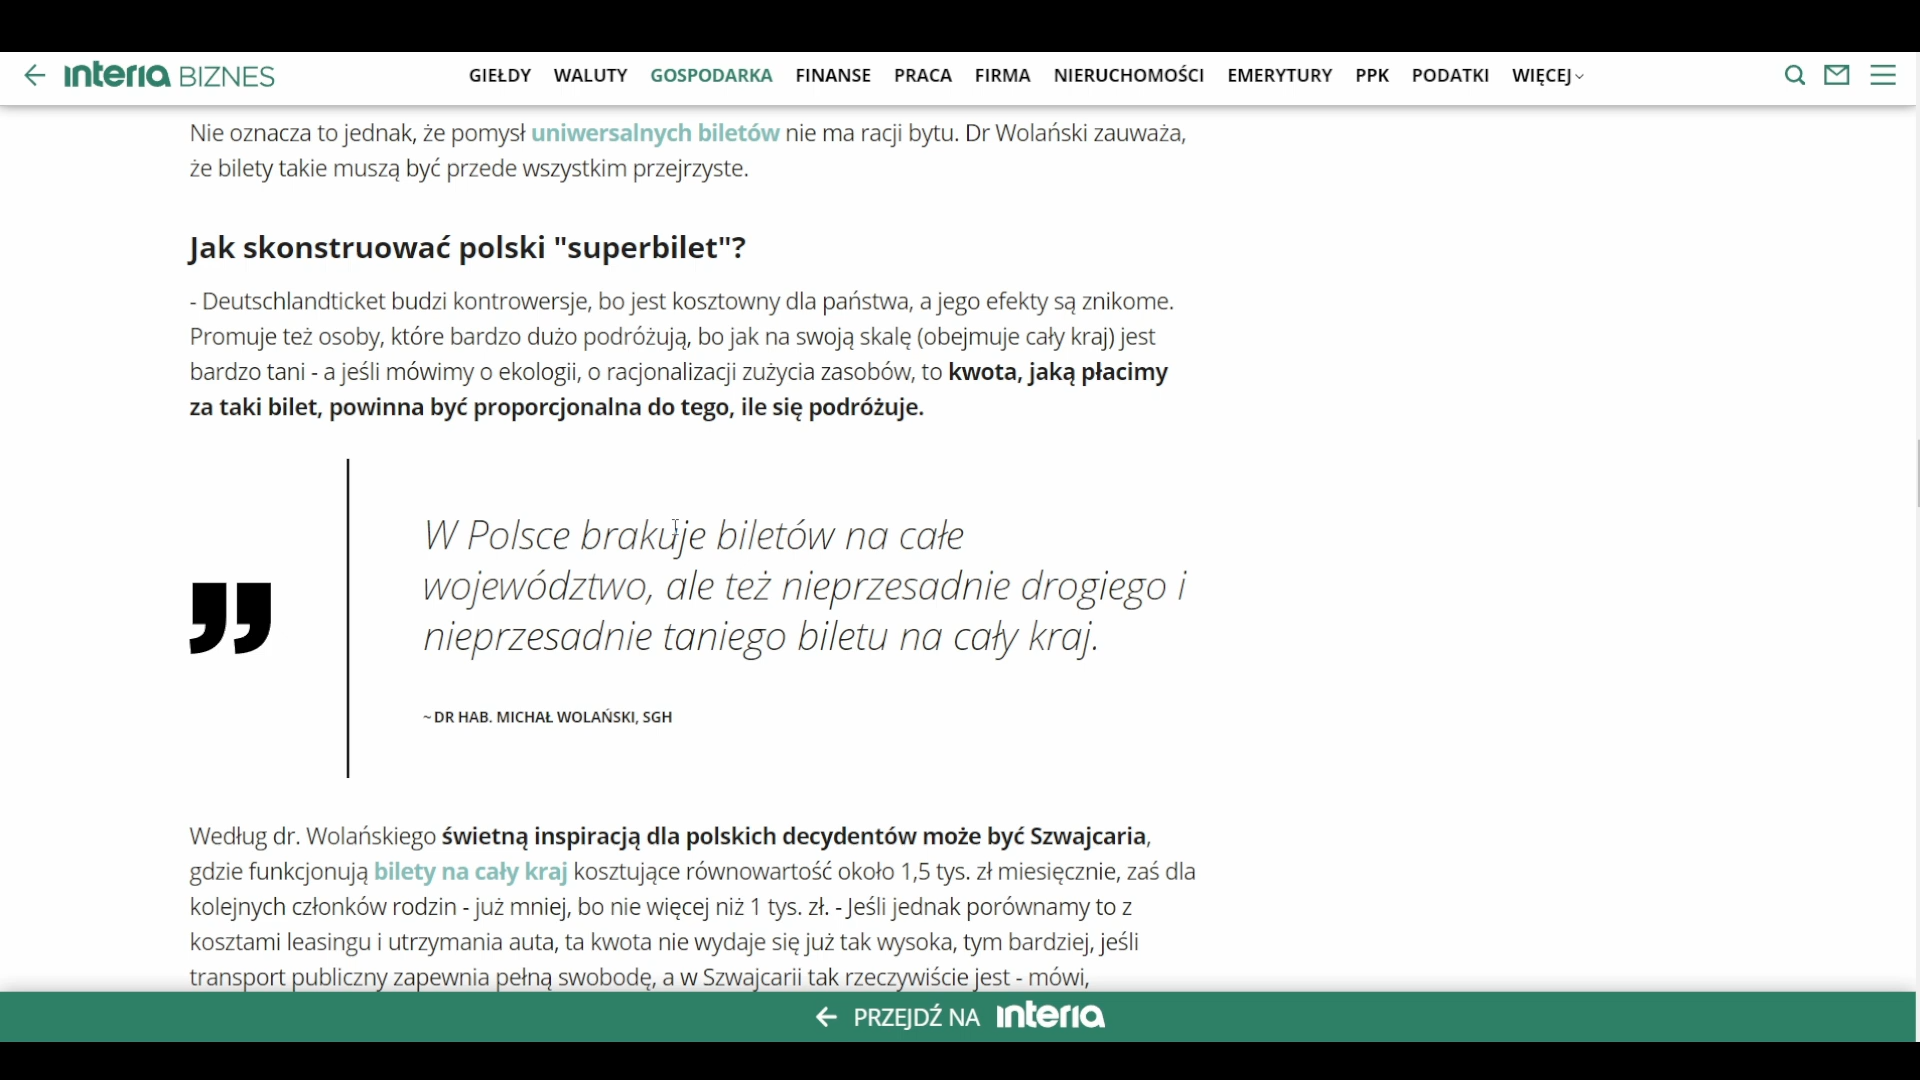 interia BIZNES GIEŁDY WALUTY GOSPODARKA FINANSE PRACA FIRMA NIERUCHOMOŚCI EMERYTURY PPK PODATKI WIĘCEJ
Nie oznacza to jednak, że pomysł uniwersalnych biletów nie ma racji bytu. Dr Wolański zauważa,
że bilety takie muszą być przede wszystkim przejrzyste.
Jak skonstruować polski "superbilet"?
- Deutschlandticket budzi kontrowersje, bo jest kosztowny dla państwa, a jego efekty są znikome.
Promuje też osoby, które bardzo dużo podróżują, bo jak na swoją skalę (obejmuje cały kraj) jest
bardzo tani - a jeśli mówimy o ekologii, o racjonalizacji zużycia zasobów, to kwota, jaką płacimy
za taki bilet, powinna być proporcjonalna do tego, ile się podróżuje.
W Polsce brakuje biletów na całe
województwo, ale też nieprzesadnie drogiego i
nieprzesadnie taniego biletu na cały kraj.
~ DR HAB. MICHAŁ WOLAŃSKI, SGH
Według dr. Wolańskiego świetną inspiracją dla polskich decydentów może być Szwajcaria,
gdzie funkcjonują bilety na cały kraj kosztujące równowartość około 1,5 tys. zł miesięcznie, zaś dla
kolejnych członków rodzin - już mniej, bo nie więcej niż 1 tys. zł. - Jeśli jednak porównamy to z
kosztami leasingu i utrzymania auta, ta kwota nie wydaje się już tak wysoka, tym bardziej, jeśli
transport publiczny zapewnia pełną swobodę, a w Szwajcarii tak rzeczywiście jest - mówi,
PRZEJDŹ NA interia